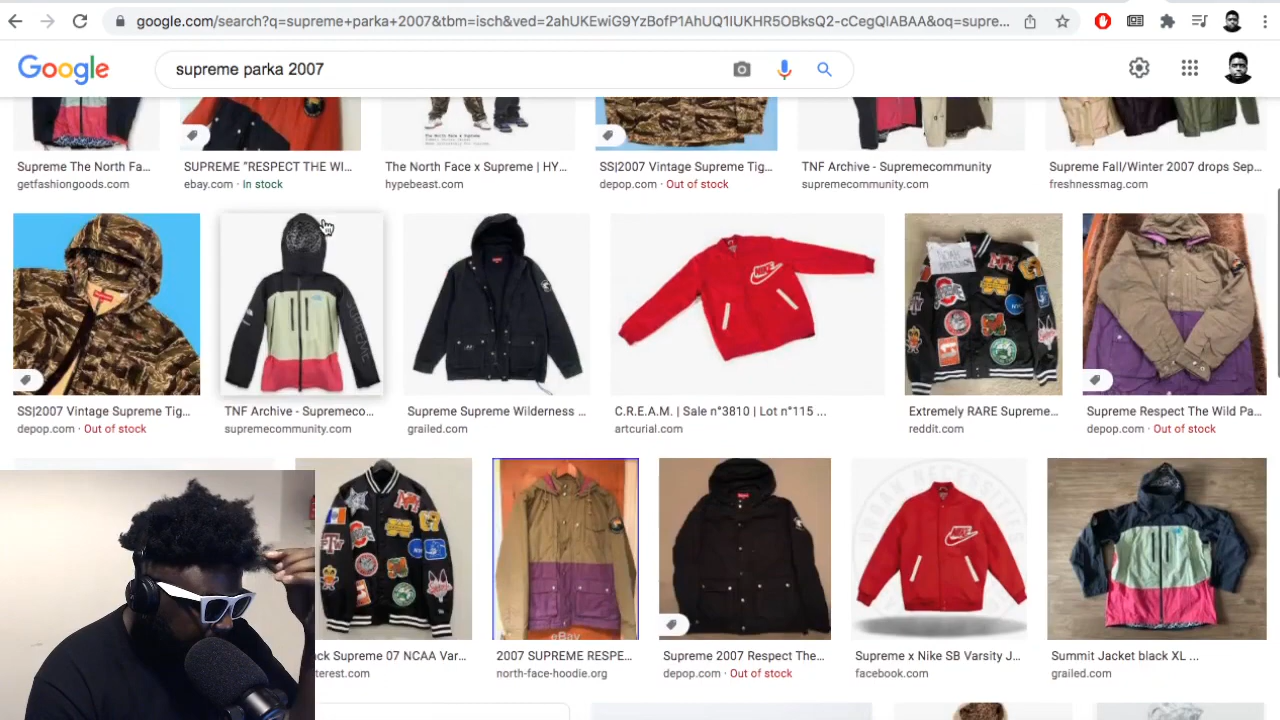 google.com/search?q=supreme+parka+2007&tbm=isch&ved=2ahUKEwiG9YzBofP1AhUQ1IUKHR5OBksQ2-cCegQIABAA&oq=supre...
Google
supreme parka 2007
Supreme The North Fa...
SUPREME "RESPECT THE WI...
The North Face x Supreme | HY...
SS|2007 Vintage Supreme Tig...
TNF Archive - Supremecommunity
Supreme Fall/Winter 2007 drops Sep...
getfashiongoods.com
ebay.com · In stock
hypebeast.com
depop.com · Out of stock
supremecommunity.com
freshnessmag.com
SS|2007 Vintage Supreme Tig...
TNF Archive - Supremeco...
Supreme Supreme Wilderness ...
C.R.E.A.M. | Sale n°3810 | Lot n°115 ...
Extremely RARE Supreme...
Supreme Respect The Wild Pa...
depop.com · Out of stock
supremecommunity.com
grailed.com
artcurial.com
reddit.com
depop.com · Out of stock
eBay
ck Supreme 07 NCAA Var...
2007 SUPREME RESPE...
Supreme 2007 Respect The...
Supreme x Nike SB Varsity J...
Summit Jacket black XL ...
terest.com
north-face-hoodie.org
depop.com · Out of stock
facebook.com
grailed.com